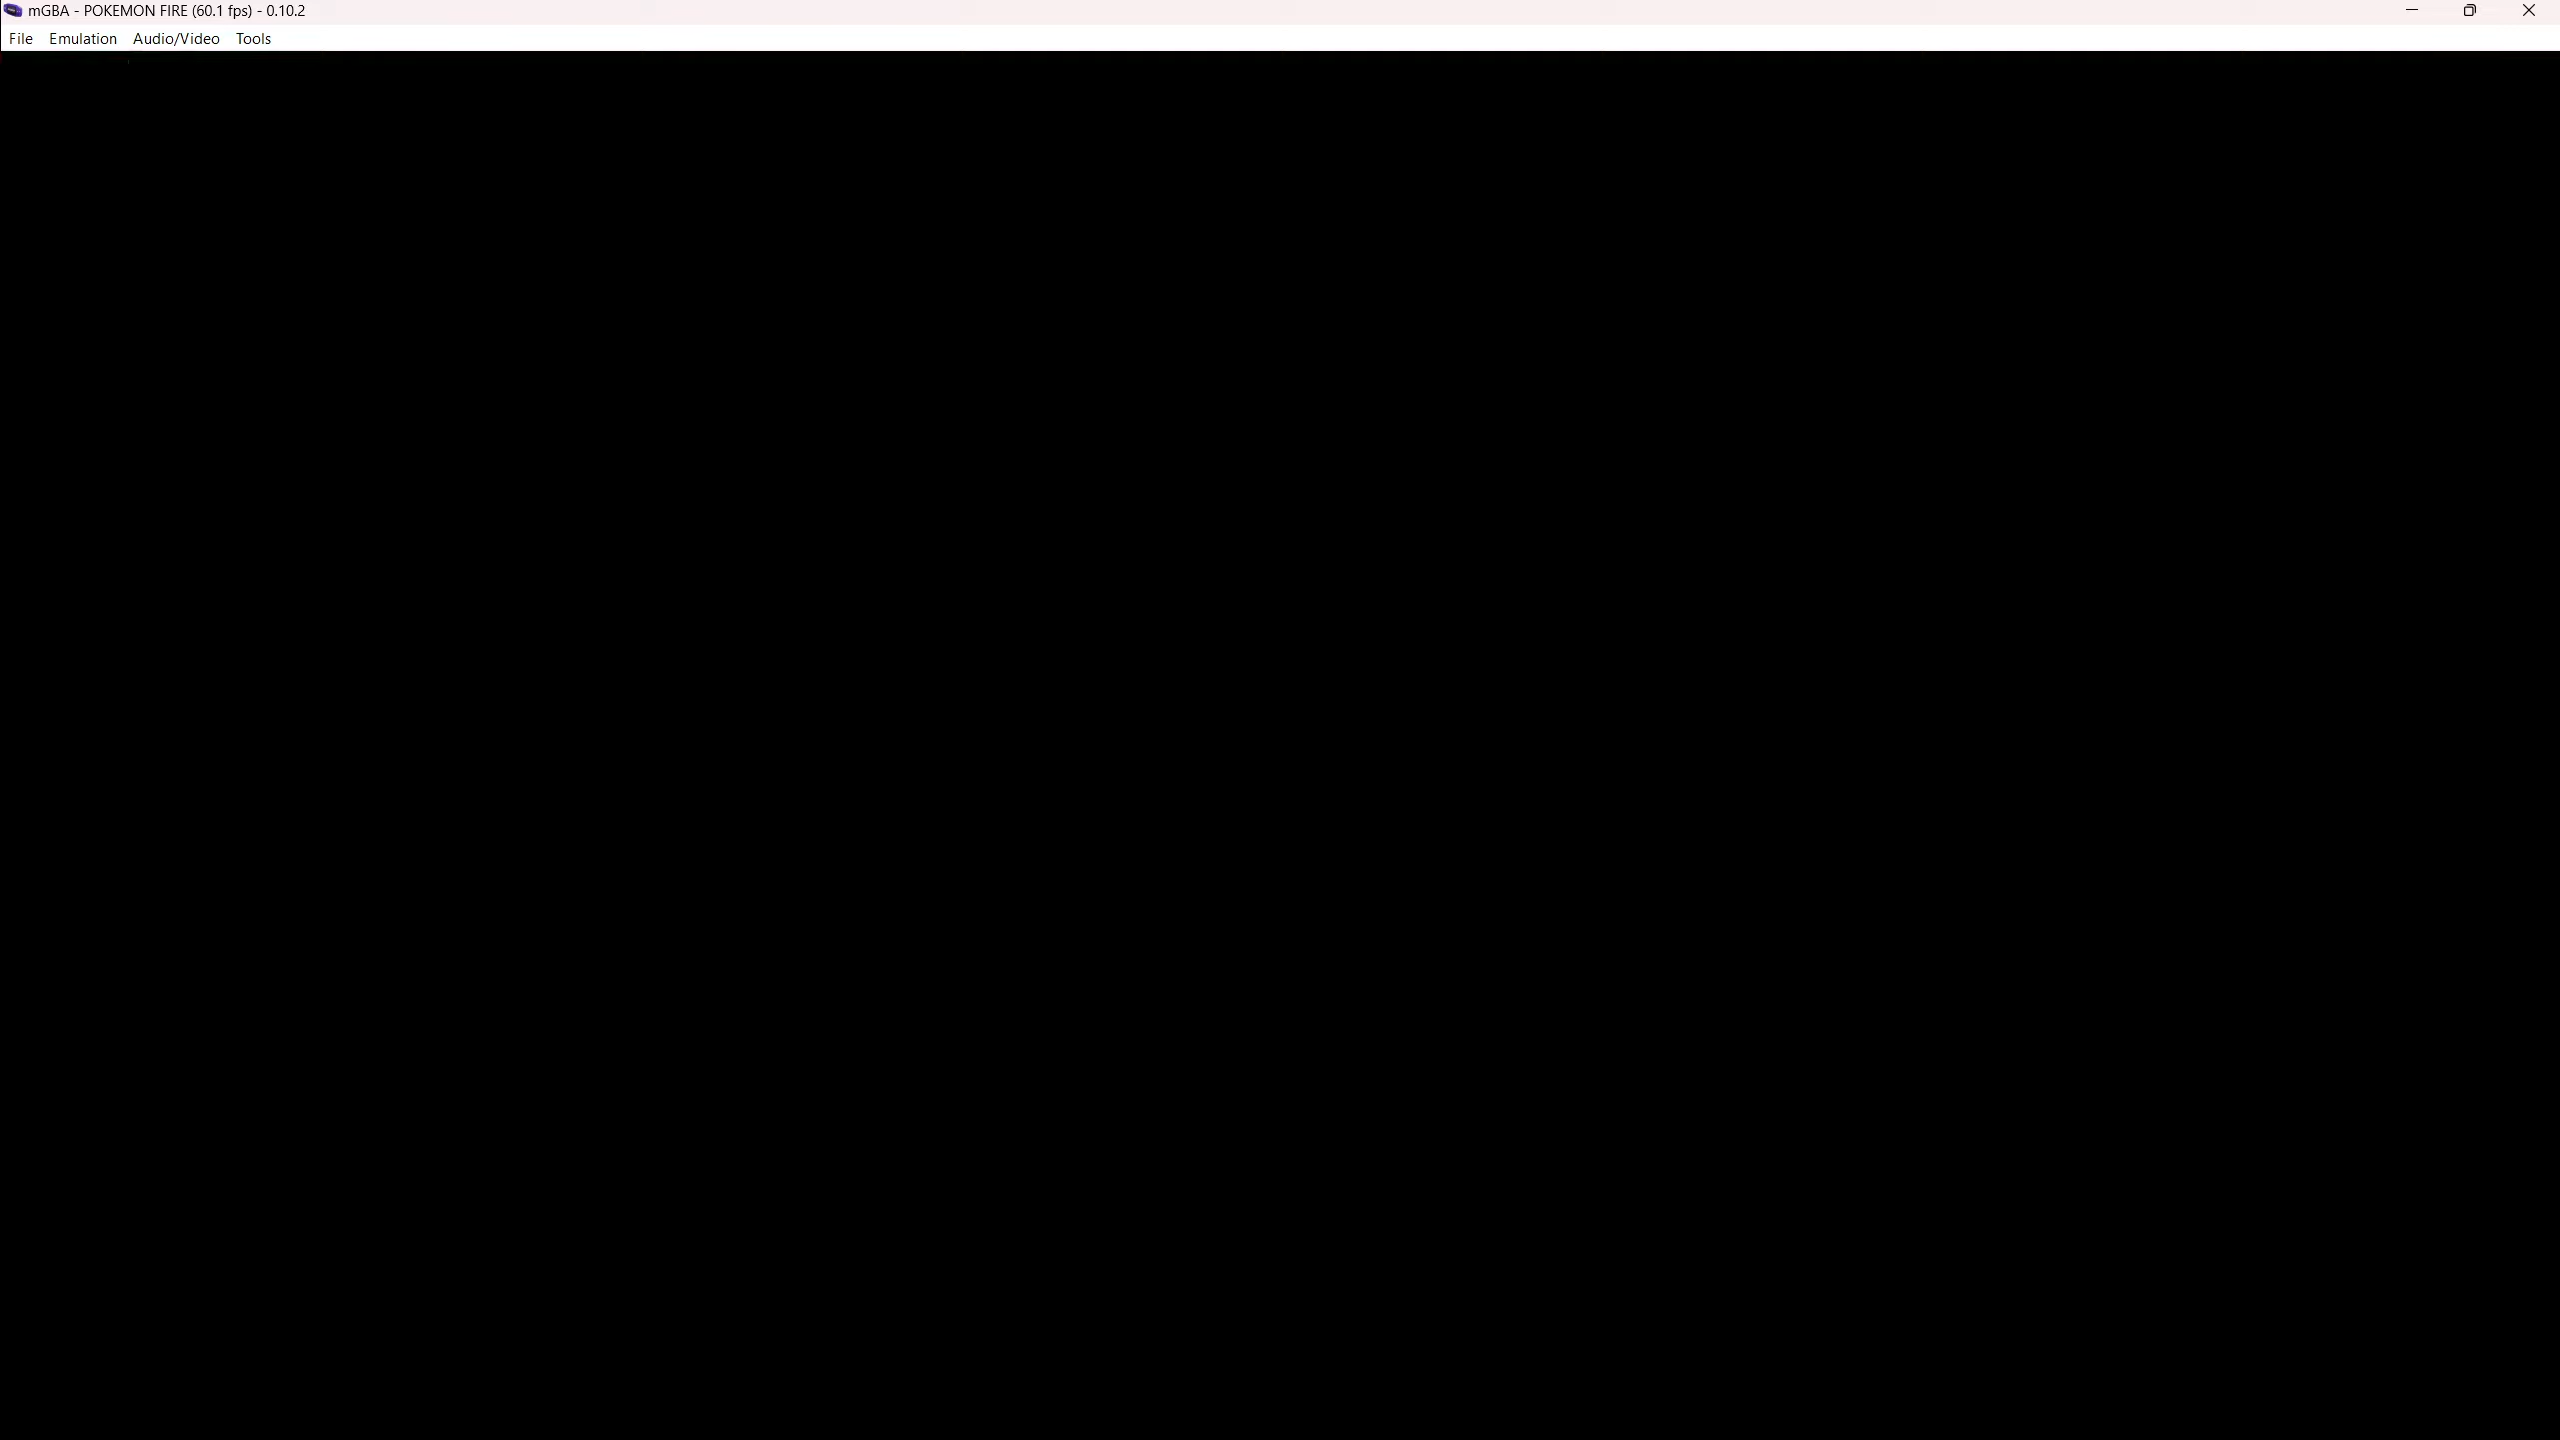 mGBA - POKEMON FIRE (60.1 fps) - 0.10.2
File Emulation Audio/Video Tools